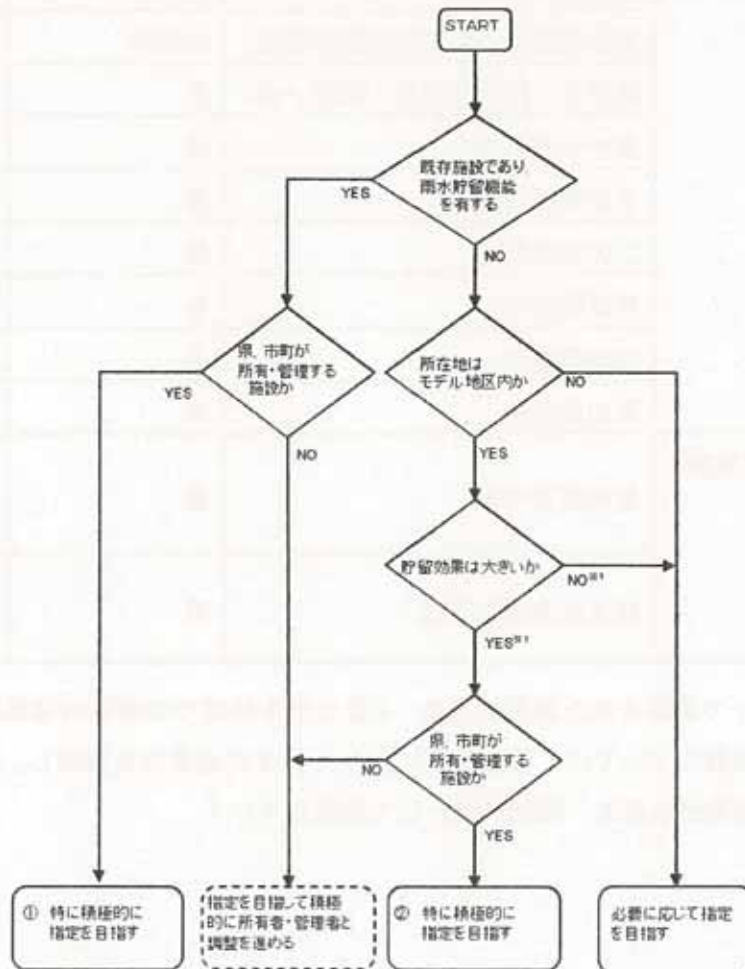 START
既存施設であり,
雨水貯留機能
を有する
YES
NO
県, 市町が
所有・管理する
施設か
所在地は
モデル地区内か
NO
YES
NO
YES
貯留効果は大きいか
NO※1
YES※1
県, 市町が
所有・管理する
施設か
NO
YES
① 特に積極的に
指定を目指す
指定を目指して積極
的に所有者・管理者と
調整を進める
② 特に積極的に
指定を目指す
必要に応じて指定
を目指す